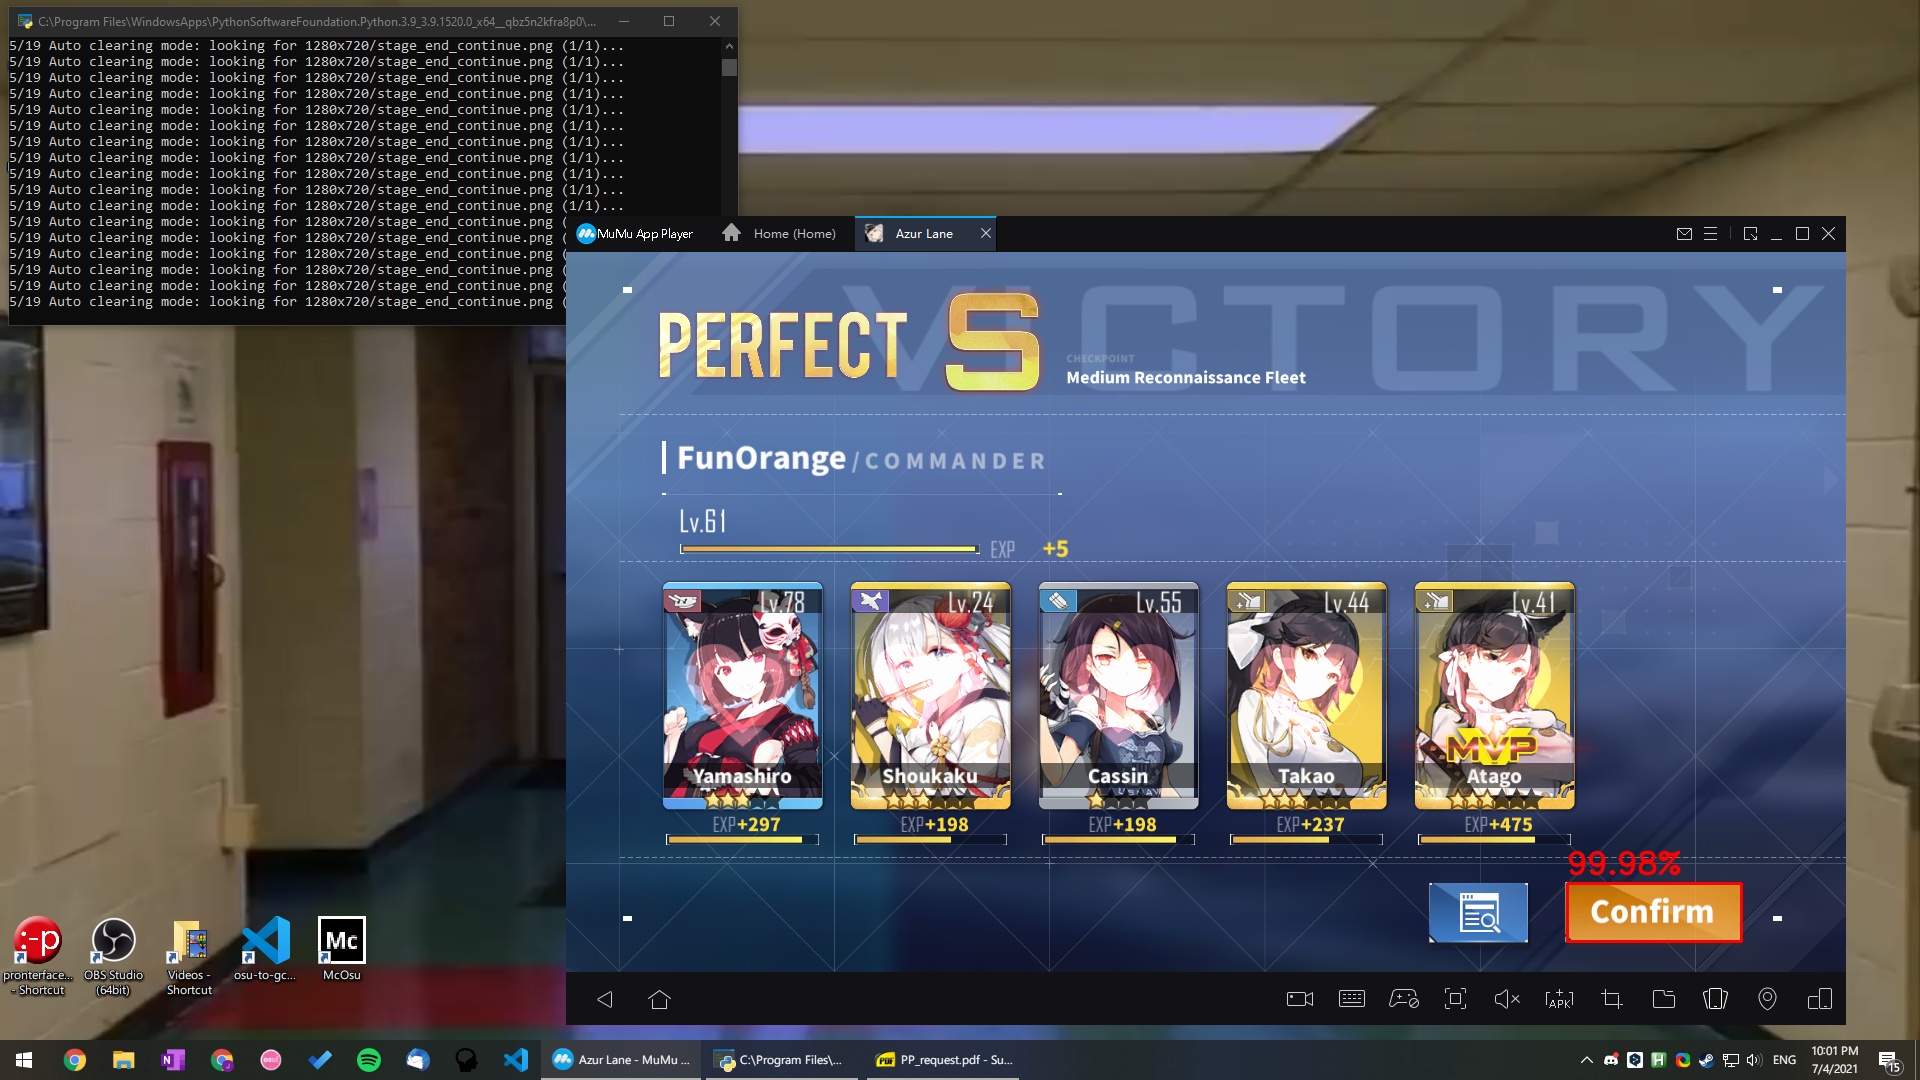 C:\Program Files\WindowsApps\PythonSoftwareFoundation.Python.3.9_3.9.1520.0_x64__qbz5n2kfra8p0\...
5/19 Auto clearing mode: looking for 1280x720/stage_end_continue.png (1/1)...
5/19 Auto clearing mode: looking for 1280x720/stage_end_continue.png (1/1)...
5/19 Auto clearing mode: looking for 1280x720/stage_end_continue.png (1/1)...
5/19 Auto clearing mode: looking for 1280x720/stage_end_continue.png (1/1)...
5/19 Auto clearing mode: looking for 1280x720/stage_end_continue.png (1/1)...
5/19 Auto clearing mode: looking for 1280x720/stage_end_continue.png (1/1)...
5/19 Auto clearing mode: looking for 1280x720/stage_end_continue.png (1/1)...
5/19 Auto clearing mode: looking for 1280x720/stage_end_continue.png (1/1)...
5/19 Auto clearing mode: looking for 1280x720/stage_end_continue.png (1/1)...
5/19 Auto clearing mode: looking for 1280x720/stage_end_continue.png (1/1)...
5/19 Auto clearing mode: looking for 1280x720/stage_end_continue.png (1/1)...
5/19 Auto clearing mode: looking for 1280x720/stage_end_continue.png (
5/19 Auto clearing mode: looking for 1280x720/stage_end_continue.png (
5/19 Auto clearing mode: looking for 1280x720/stage_end_continue.png (
5/19 Auto clearing mode: looking for 1280x720/stage_end_continue.png (
5/19 Auto clearing mode: looking for 1280x720/stage_end_continue.png (
5/19 Auto clearing mode: looking for 1280x720/stage_end_continue.png (
MuMu App Player
Home (Home)
Azur Lane
VICTORY
PERFECT S
CHECKPOINT
Medium Reconnaissance Fleet
FunOrange / COMMANDER
Lv.61
EXP +5
Lv.78
Lv.24
Lv.55
Lv.44
Lv.41
MVP
Yamashiro
Shoukaku
Cassin
Takao
Atago
EXP+297
EXP+198
EXP+198
EXP+237
EXP+475
99.98%
Confirm
APK
:-p
Mc
pronterface... - Shortcut
OBS Studio (64bit)
Videos - Shortcut
osu-to-gc...
McOsu
Azur Lane - MuMu ...
C:\Program Files\...
PDF
PP_request.pdf - Su...
ENG
10:01 PM
7/4/2021
15